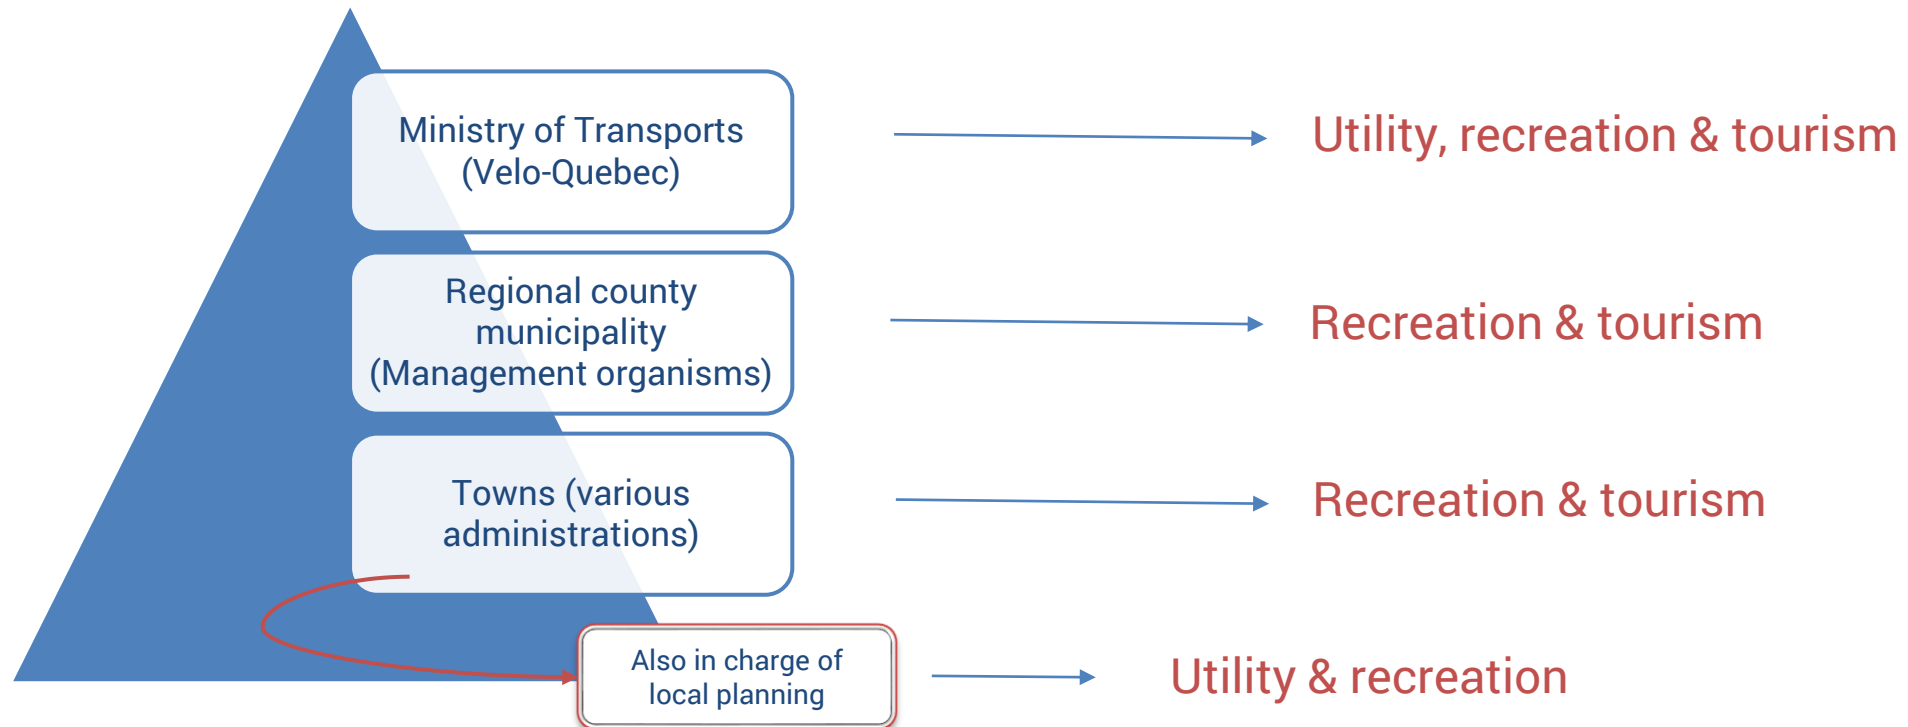 Ministry of Transports
(Velo-Quebec)
Utility, recreation & tourism
Regional county
municipality
(Management organisms)
Recreation & tourism
Towns (various
administrations)
Recreation & tourism
Also in charge of
local planning
Utility & recreation